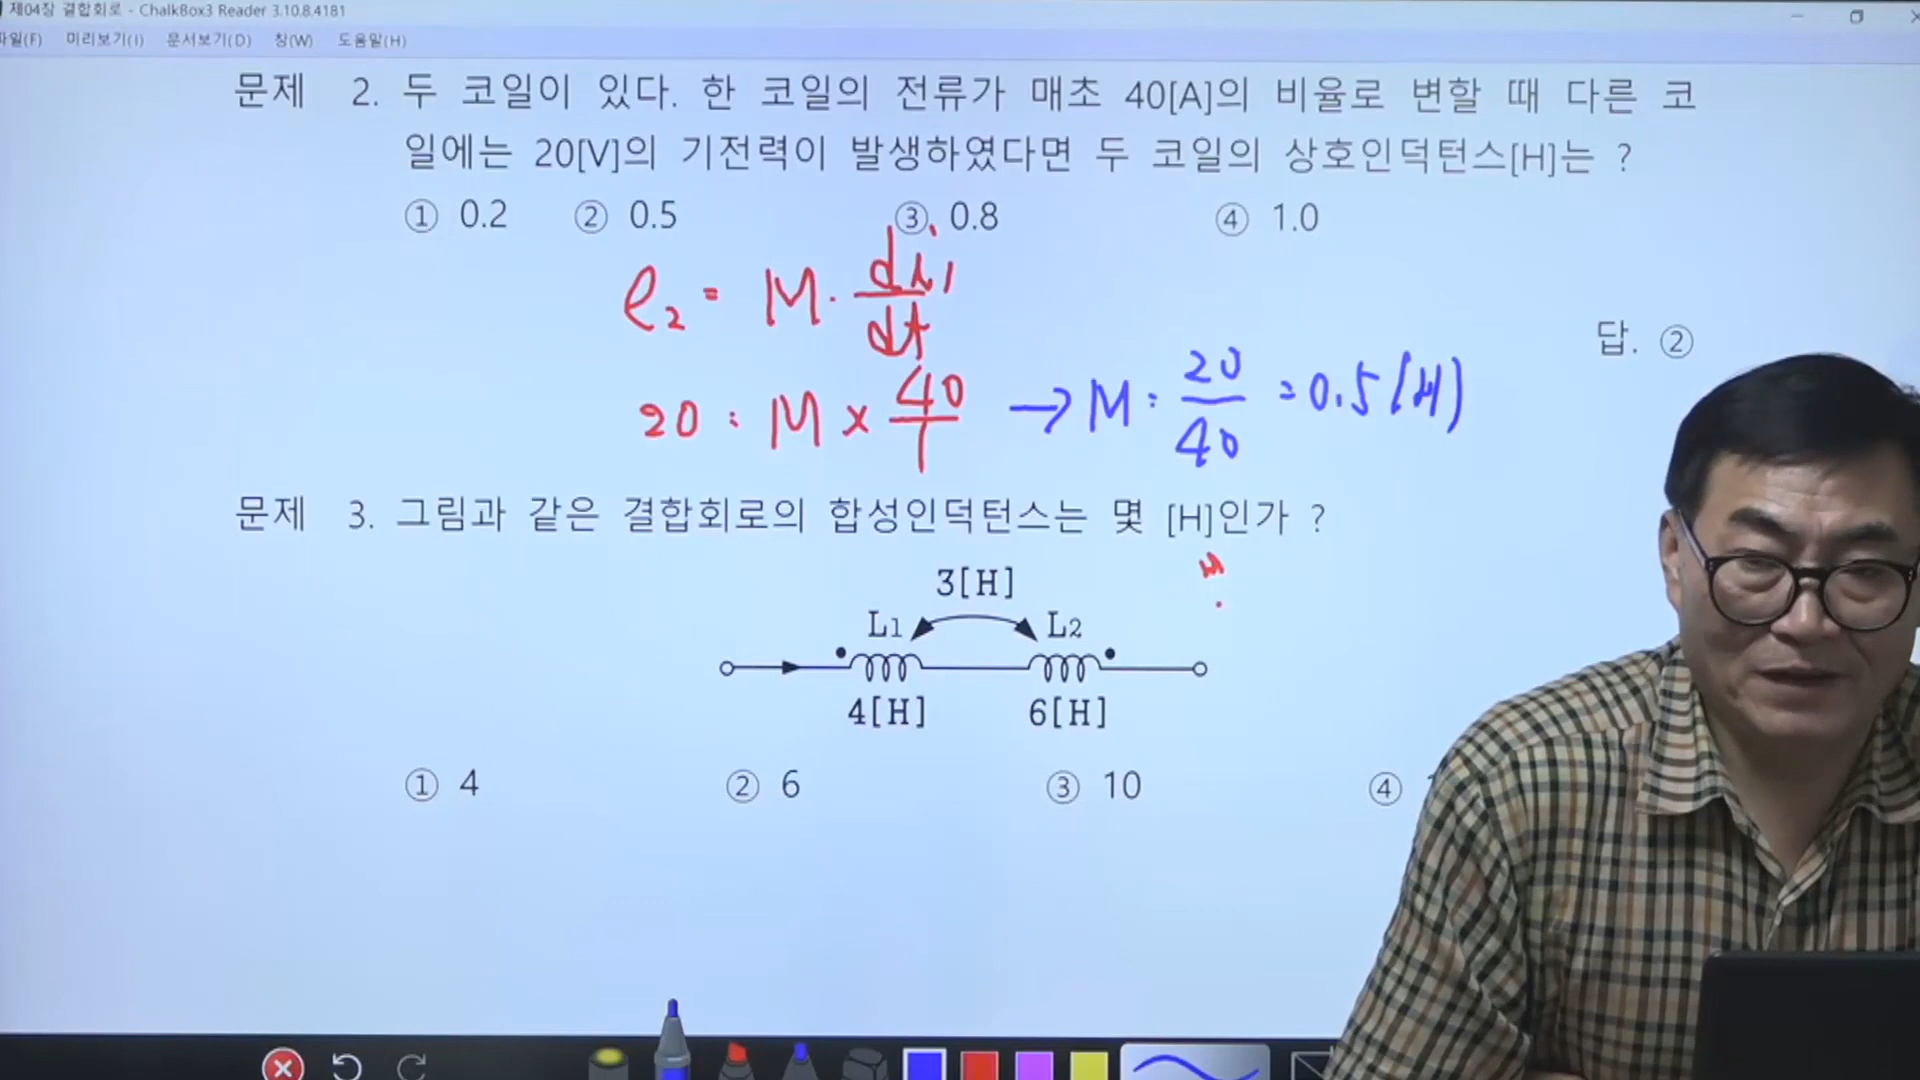 제04장 결합회로 - ChalkBox3 Reader 3.10.8.4181
파일(F) 미리보기(I) 문서보기(D) 창(W) 도움말(H)
문제 2. 두 코일이 있다. 한 코일의 전류가 매초 40[A]의 비율로 변할 때 다른 코
일에는 20[V]의 기전력이 발생하였다면 두 코일의 상호인덕턴스[H]는 ?
① 0.2 ② 0.5 ③ 0.8 ④ 1.0
e₂ = M · di₁/dt
답. ②
20 = M × 40/1 → M = 20/40 = 0.5 [H]
문제 3. 그림과 같은 결합회로의 합성인덕턴스는 몇 [H]인가 ?
M
3[H]
L1 L2
4[H] 6[H]
① 4 ② 6 ③ 10 ④